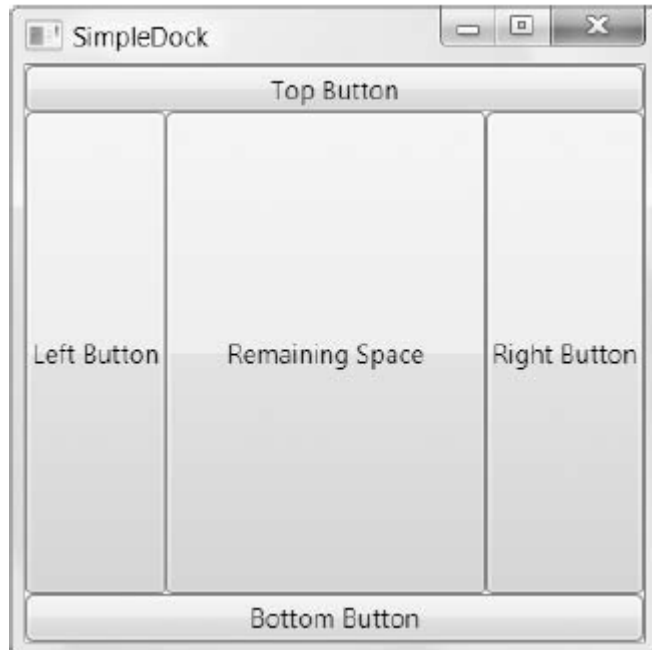 SimpleDock
Top Button
Left Button
Remaining Space
Right Button
Bottom Button